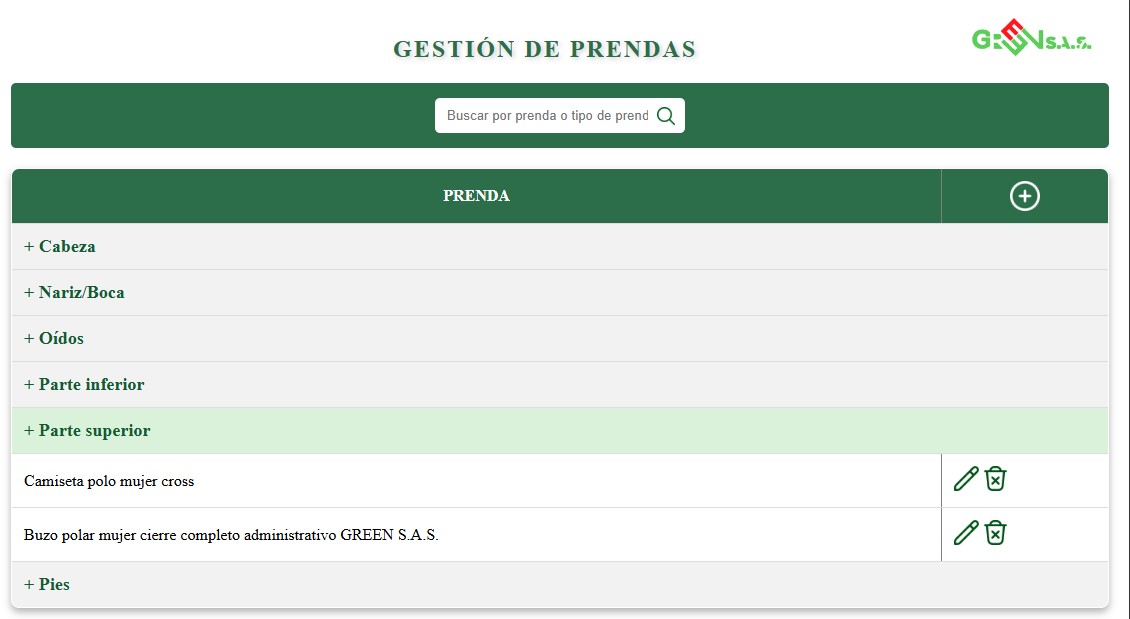 GESTIÓN DE PRENDAS
GREEN S.A.S.
Buscar por prenda o tipo de prend
PRENDA
+ Cabeza
+ Nariz/Boca
+ Oídos
+ Parte inferior
+ Parte superior
Camiseta polo mujer cross
Buzo polar mujer cierre completo administrativo GREEN S.A.S.
+ Pies